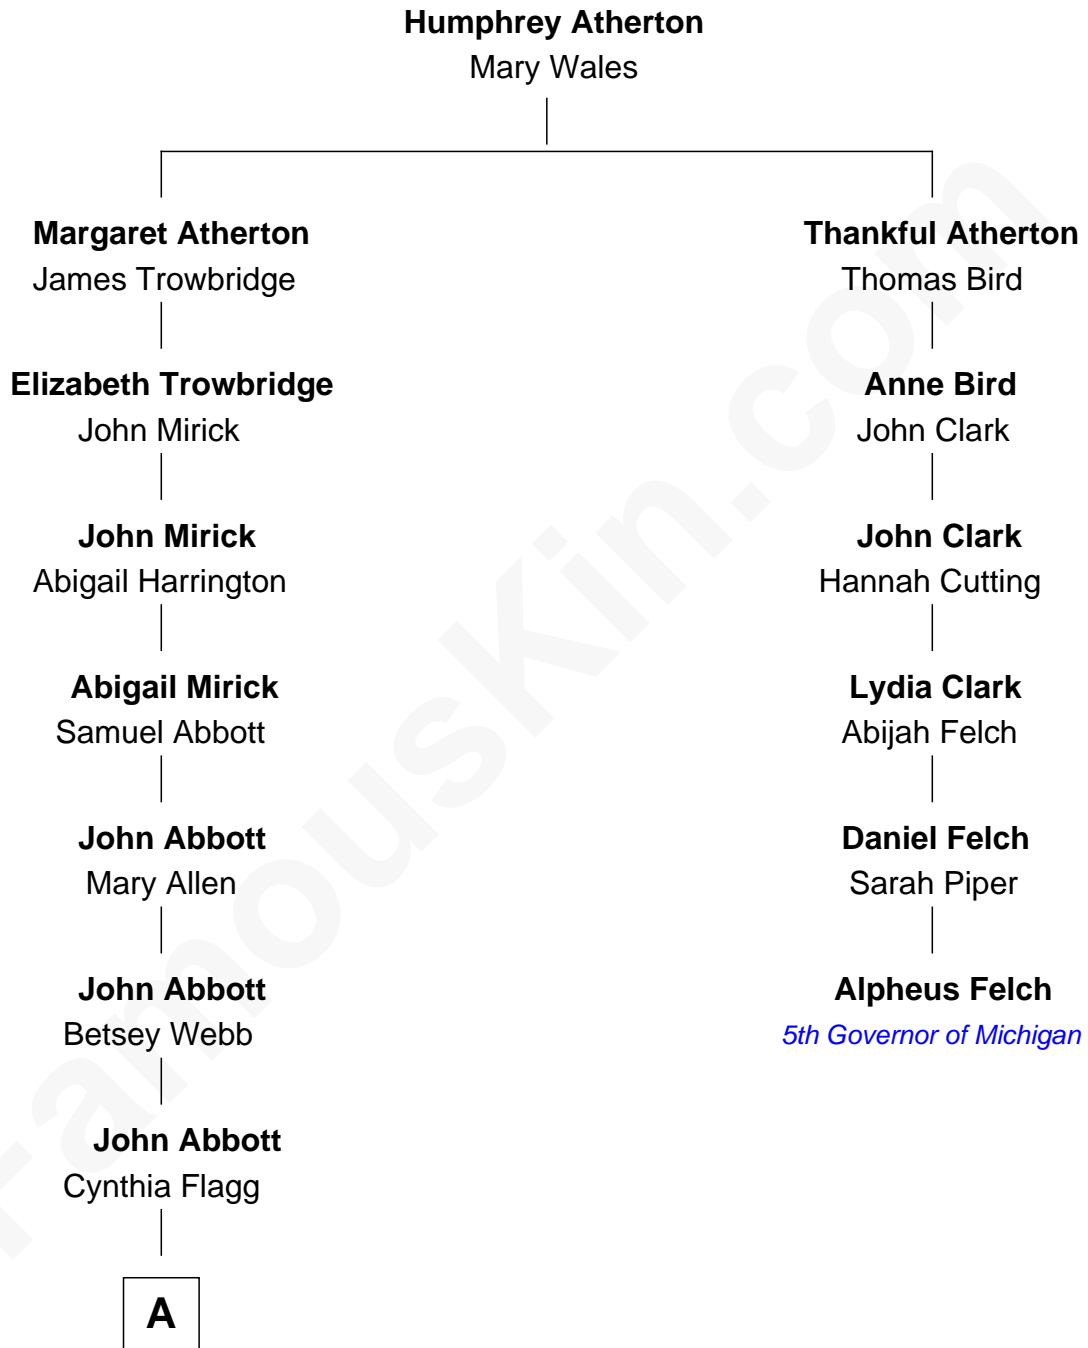 Humphrey Atherton
Mary Wales
Margaret Atherton
James Trowbridge
Thankful Atherton
Thomas Bird
Elizabeth Trowbridge
John Mirick
Anne Bird
John Clark
John Mirick
Abigail Harrington
John Clark
Hannah Cutting
Abigail Mirick
Samuel Abbott
Lydia Clark
Abijah Felch
John Abbott
Mary Allen
Daniel Felch
Sarah Piper
John Abbott
Betsey Webb
Alpheus Felch
5th Governor of Michigan
John Abbott
Cynthia Flagg
A
FamousKin.com